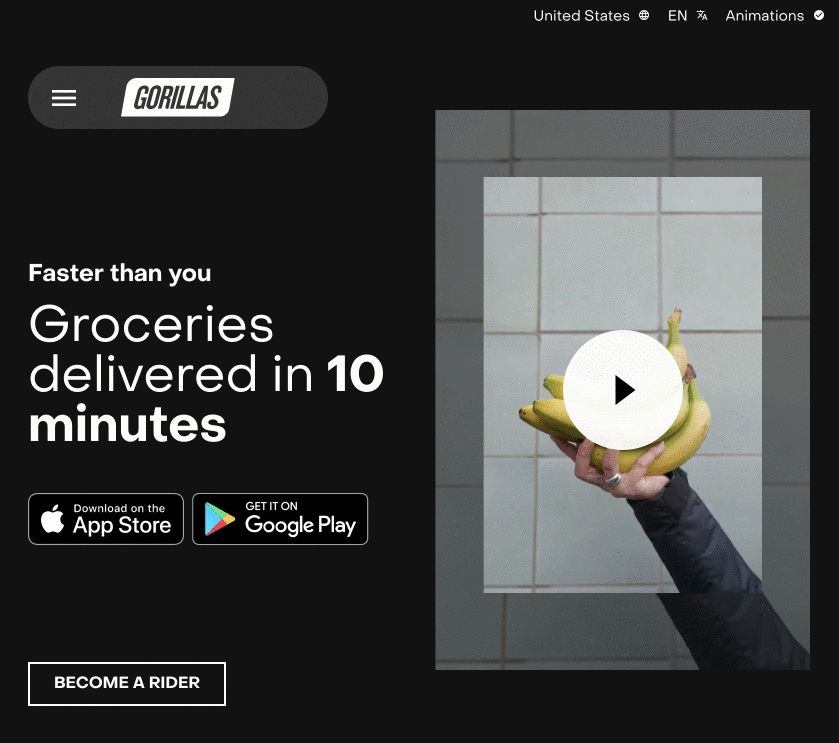 United States
EN
Animations
GORILLAS
Faster than you
Groceries
delivered in 10
minutes
Download on the
App Store
GET IT ON
Google Play
BECOME A RIDER